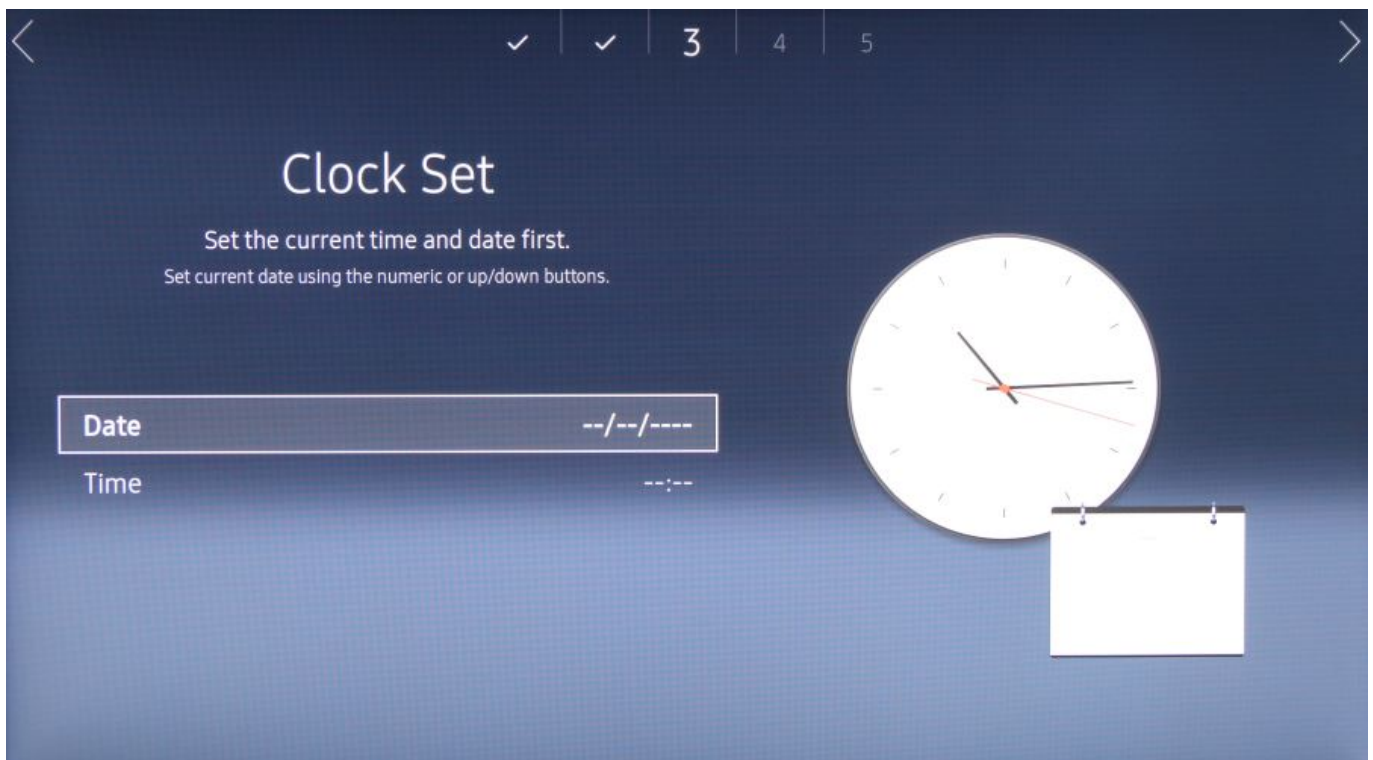 3 4 5
Clock Set
Set the current time and date first.
Set current date using the numeric or up/down buttons.
Date --/--/----
Time --:--